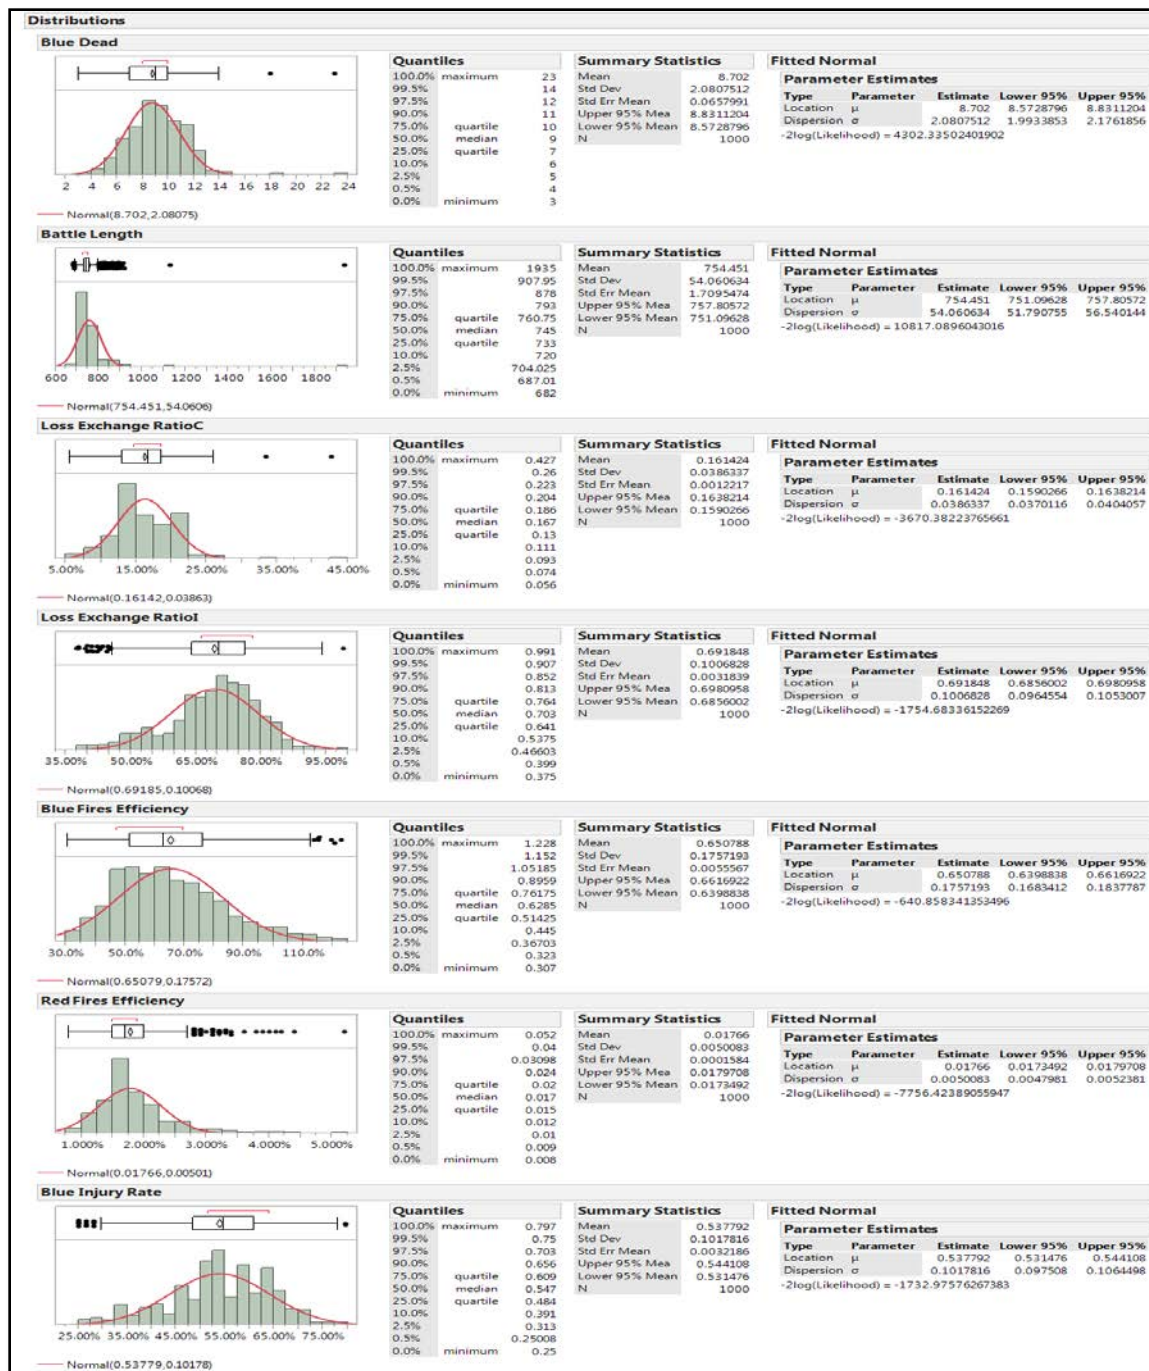 Distributions
Blue Dead
2 4 6 8 10 12 14 16 18 20 22 24
Normal(8.702,2.08075)
Quantiles
100.0% maximum 23
99.5% 14
97.5% 12
90.0% 11
75.0% quartile 10
50.0% median 9
25.0% quartile 7
10.0% 6
2.5% 5
0.5% 4
0.0% minimum 3
Summary Statistics
Mean 8.702
Std Dev 2.0807512
Std Err Mean 0.0657991
Upper 95% Mea 8.8311204
Lower 95% Mean 8.5728796
N 1000
Fitted Normal
Parameter Estimates
Type Parameter Estimate Lower 95% Upper 95%
Location μ 8.702 8.5728796 8.8311204
Dispersion σ 2.0807512 1.9933853 2.1761856
-2log(Likelihood) = 4302.33502401902
Battle Length
600 800 1000 1200 1400 1600 1800
Normal(754.451,54.0606)
Quantiles
100.0% maximum 1935
99.5% 907.95
97.5% 878
90.0% 793
75.0% quartile 760.75
50.0% median 745
25.0% quartile 733
10.0% 720
2.5% 704.025
0.5% 687.01
0.0% minimum 682
Summary Statistics
Mean 754.451
Std Dev 54.060634
Std Err Mean 1.7095474
Upper 95% Mea 757.80572
Lower 95% Mean 751.09628
N 1000
Fitted Normal
Parameter Estimates
Type Parameter Estimate Lower 95% Upper 95%
Location μ 754.451 751.09628 757.80572
Dispersion σ 54.060634 51.790755 56.540144
-2log(Likelihood) = 10817.0896043016
Loss Exchange RatioC
5.00% 15.00% 25.00% 35.00% 45.00%
Normal(0.16142,0.03863)
Quantiles
100.0% maximum 0.427
99.5% 0.26
97.5% 0.223
90.0% 0.204
75.0% quartile 0.186
50.0% median 0.167
25.0% quartile 0.13
10.0% 0.111
2.5% 0.093
0.5% 0.074
0.0% minimum 0.056
Summary Statistics
Mean 0.161424
Std Dev 0.0386337
Std Err Mean 0.0012217
Upper 95% Mea 0.1638214
Lower 95% Mean 0.1590266
N 1000
Fitted Normal
Parameter Estimates
Type Parameter Estimate Lower 95% Upper 95%
Location μ 0.161424 0.1590266 0.1638214
Dispersion σ 0.0386337 0.0370116 0.0404057
-2log(Likelihood) = -3670.38223765661
Loss Exchange RatioI
35.00% 50.00% 65.00% 80.00% 95.00%
Normal(0.69185,0.10068)
Quantiles
100.0% maximum 0.991
99.5% 0.907
97.5% 0.852
90.0% 0.813
75.0% quartile 0.764
50.0% median 0.703
25.0% quartile 0.641
10.0% 0.5375
2.5% 0.46603
0.5% 0.399
0.0% minimum 0.375
Summary Statistics
Mean 0.691848
Std Dev 0.1006828
Std Err Mean 0.0031839
Upper 95% Mea 0.6980958
Lower 95% Mean 0.6856002
N 1000
Fitted Normal
Parameter Estimates
Type Parameter Estimate Lower 95% Upper 95%
Location μ 0.691848 0.6856002 0.6980958
Dispersion σ 0.1006828 0.0964554 0.1053007
-2log(Likelihood) = -1754.68336152269
Blue Fires Efficiency
30.0% 50.0% 70.0% 90.0% 110.0%
Normal(0.65079,0.17572)
Quantiles
100.0% maximum 1.228
99.5% 1.152
97.5% 1.05185
90.0% 0.8959
75.0% quartile 0.76175
50.0% median 0.6285
25.0% quartile 0.51425
10.0% 0.445
2.5% 0.36703
0.5% 0.323
0.0% minimum 0.307
Summary Statistics
Mean 0.650788
Std Dev 0.1757193
Std Err Mean 0.0055567
Upper 95% Mea 0.6616922
Lower 95% Mean 0.6398838
N 1000
Fitted Normal
Parameter Estimates
Type Parameter Estimate Lower 95% Upper 95%
Location μ 0.650788 0.6398838 0.6616922
Dispersion σ 0.1757193 0.1683412 0.1837787
-2log(Likelihood) = -640.858341353496
Red Fires Efficiency
1.000% 2.000% 3.000% 4.000% 5.000%
Normal(0.01766,0.00501)
Quantiles
100.0% maximum 0.052
99.5% 0.04
97.5% 0.03098
90.0% 0.024
75.0% quartile 0.02
50.0% median 0.017
25.0% quartile 0.015
10.0% 0.012
2.5% 0.01
0.5% 0.009
0.0% minimum 0.008
Summary Statistics
Mean 0.01766
Std Dev 0.0050083
Std Err Mean 0.0001584
Upper 95% Mea 0.0179708
Lower 95% Mean 0.0173492
N 1000
Fitted Normal
Parameter Estimates
Type Parameter Estimate Lower 95% Upper 95%
Location μ 0.01766 0.0173492 0.0179708
Dispersion σ 0.0050083 0.0047981 0.0052381
-2log(Likelihood) = -7756.42389055947
Blue Injury Rate
25.00% 35.00% 45.00% 55.00% 65.00% 75.00%
Normal(0.53779,0.10178)
Quantiles
100.0% maximum 0.797
99.5% 0.75
97.5% 0.703
90.0% 0.656
75.0% quartile 0.609
50.0% median 0.547
25.0% quartile 0.484
10.0% 0.391
2.5% 0.313
0.5% 0.25008
0.0% minimum 0.25
Summary Statistics
Mean 0.537792
Std Dev 0.1017816
Std Err Mean 0.0032186
Upper 95% Mea 0.544108
Lower 95% Mean 0.531476
N 1000
Fitted Normal
Parameter Estimates
Type Parameter Estimate Lower 95% Upper 95%
Location μ 0.537792 0.531476 0.544108
Dispersion σ 0.1017816 0.097508 0.1064498
-2log(Likelihood) = -1732.97576267383